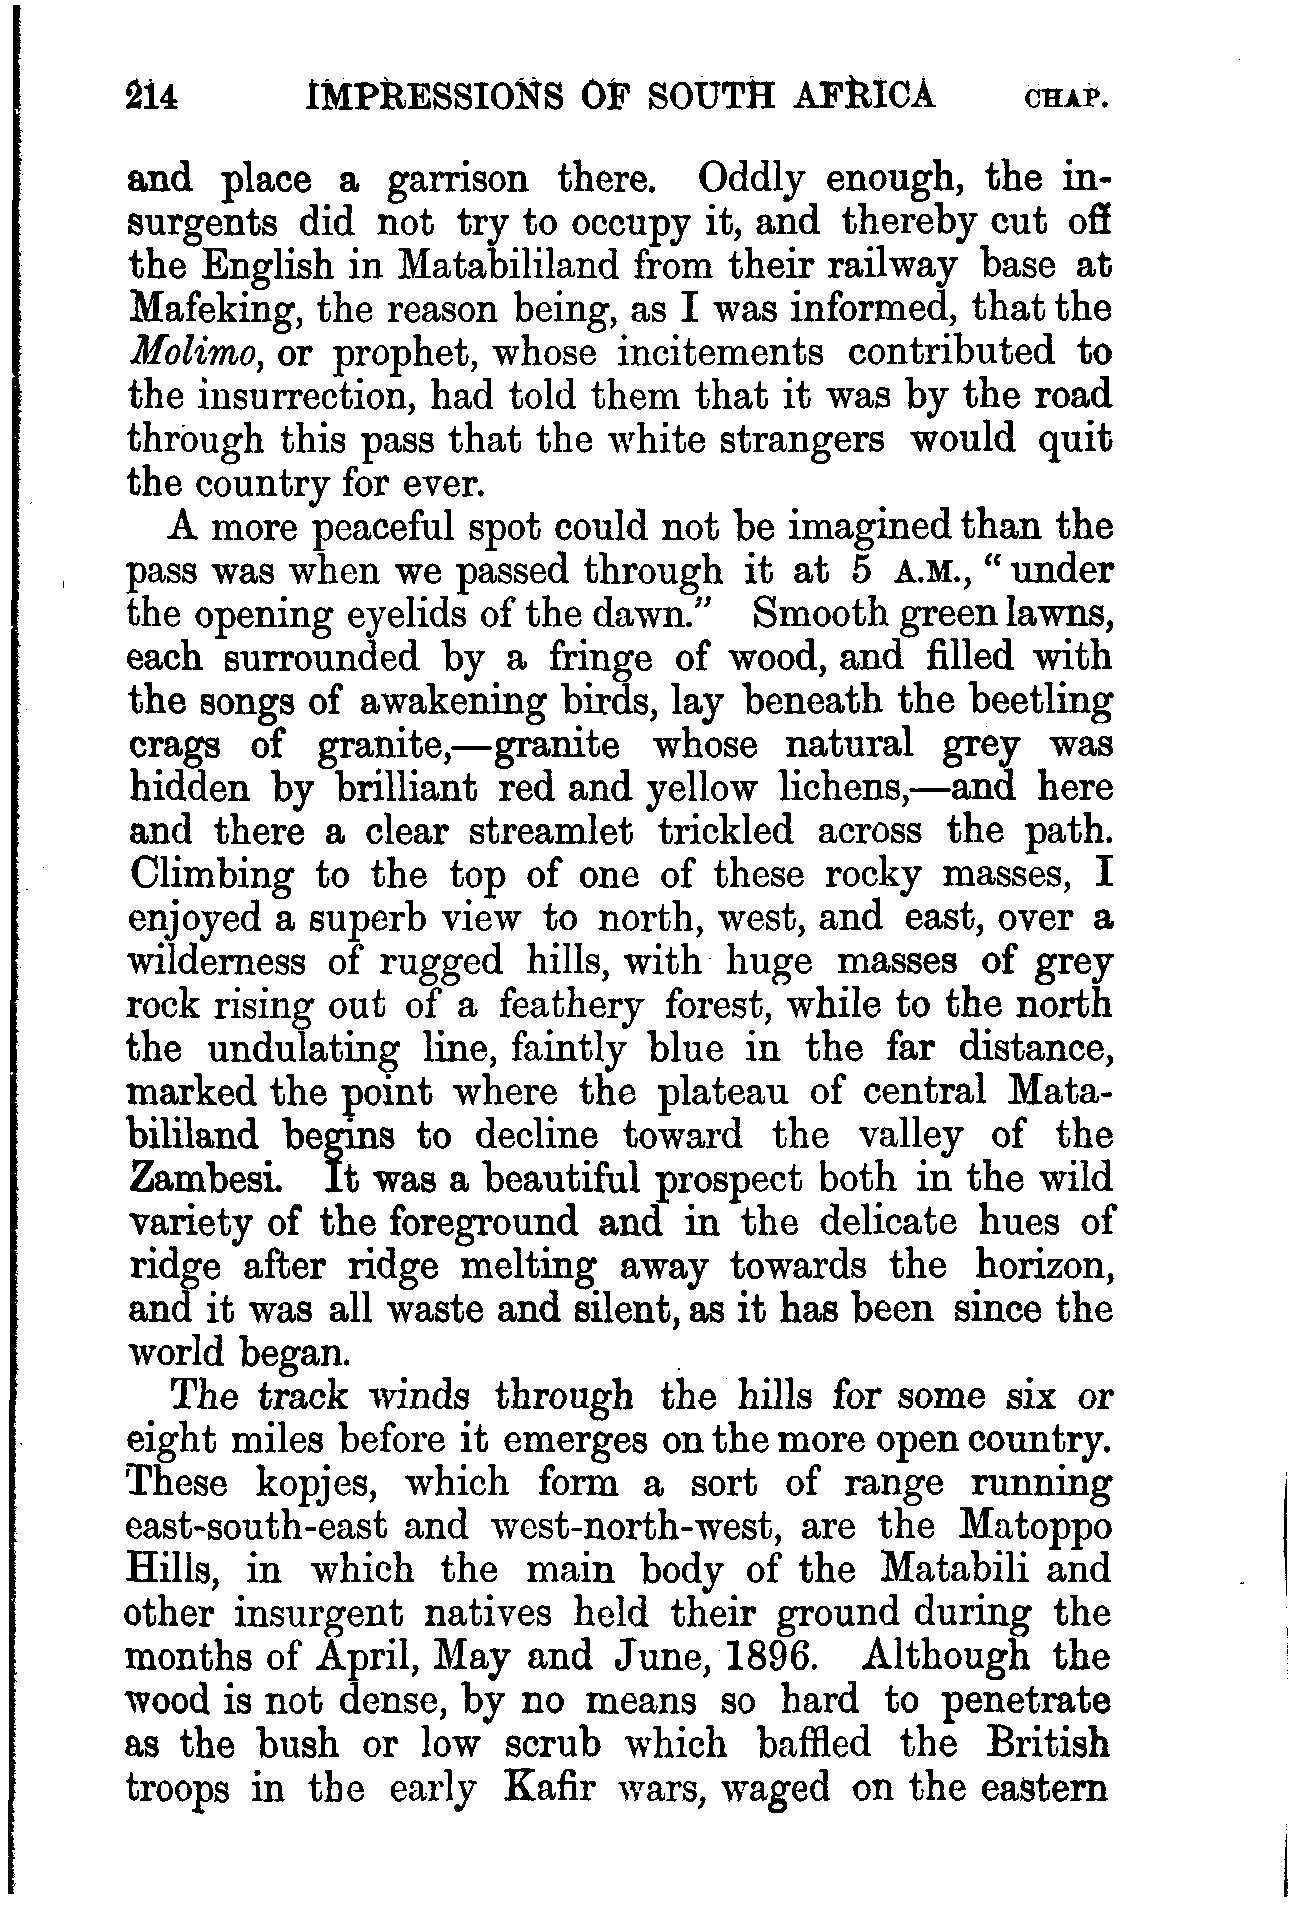 214 IMPRESSIONS OF SOUTH AFRICA CHAP.
and place a garrison there. Oddly enough, the in-
surgents did not try to occupy it, and thereby cut off
the English in Matabililand from their railway base at
Mafeking, the reason being, as I was informed, that the
Molimo, or prophet, whose incitements contributed to
the insurrection, had told them that it was by the road
through this pass that the white strangers would quit
the country for ever.
A more peaceful spot could not be imagined than the
pass was when we passed through it at 5 A.M., “under
the opening eyelids of the dawn.” Smooth green lawns,
each surrounded by a fringe of wood, and filled with
the songs of awakening birds, lay beneath the beetling
crags of granite,—granite whose natural grey was
hidden by brilliant red and yellow lichens,—and here
and there a clear streamlet trickled across the path.
Climbing to the top of one of these rocky masses, I
enjoyed a superb view to north, west, and east, over a
wilderness of rugged hills, with huge masses of grey
rock rising out of a feathery forest, while to the north
the undulating line, faintly blue in the far distance,
marked the point where the plateau of central Mata-
bililand begins to decline toward the valley of the
Zambesi. It was a beautiful prospect both in the wild
variety of the foreground and in the delicate hues of
ridge after ridge melting away towards the horizon,
and it was all waste and silent, as it has been since the
world began.
The track winds through the hills for some six or
eight miles before it emerges on the more open country.
These kopjes, which form a sort of range running
east-south-east and west-north-west, are the Matoppo
Hills, in which the main body of the Matabili and
other insurgent natives held their ground during the
months of April, May and June, 1896. Although the
wood is not dense, by no means so hard to penetrate
as the bush or low scrub which baffled the British
troops in the early Kafir wars, waged on the eastern